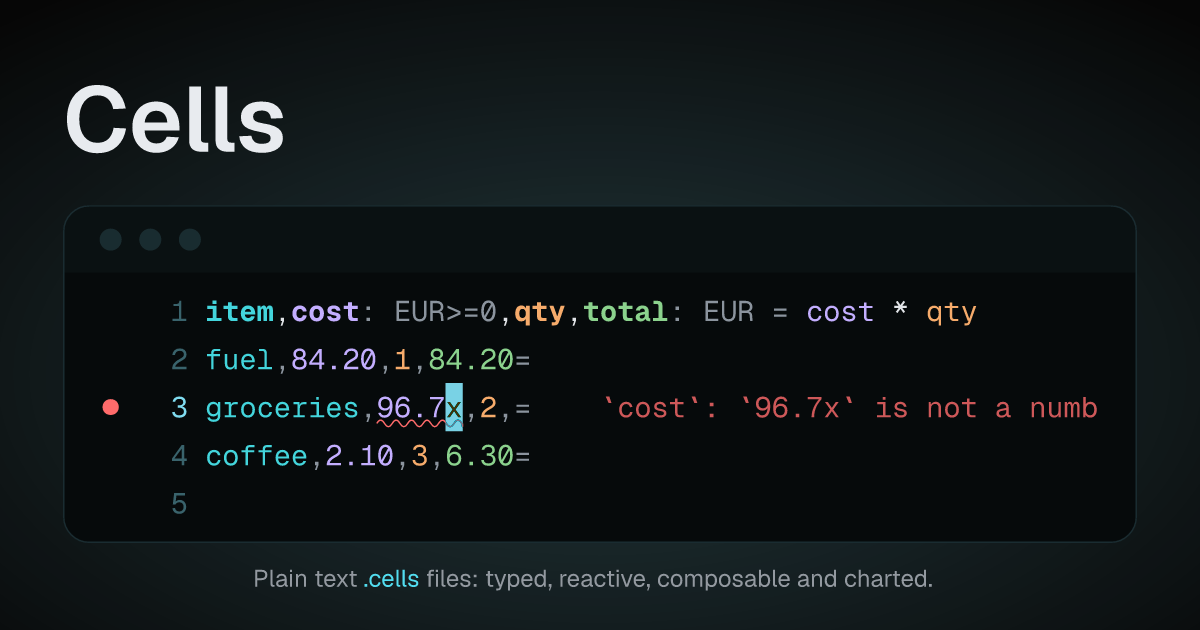 Cells
1 item,cost: EUR>=0,qty,total: EUR = cost * qty
2 fuel,84.20,1,84.20=
3 groceries,96.7x,2,= `cost`: `96.7x` is not a numb
4 coffee,2.10,3,6.30=
5
Plain text .cells files: typed, reactive, composable and charted.